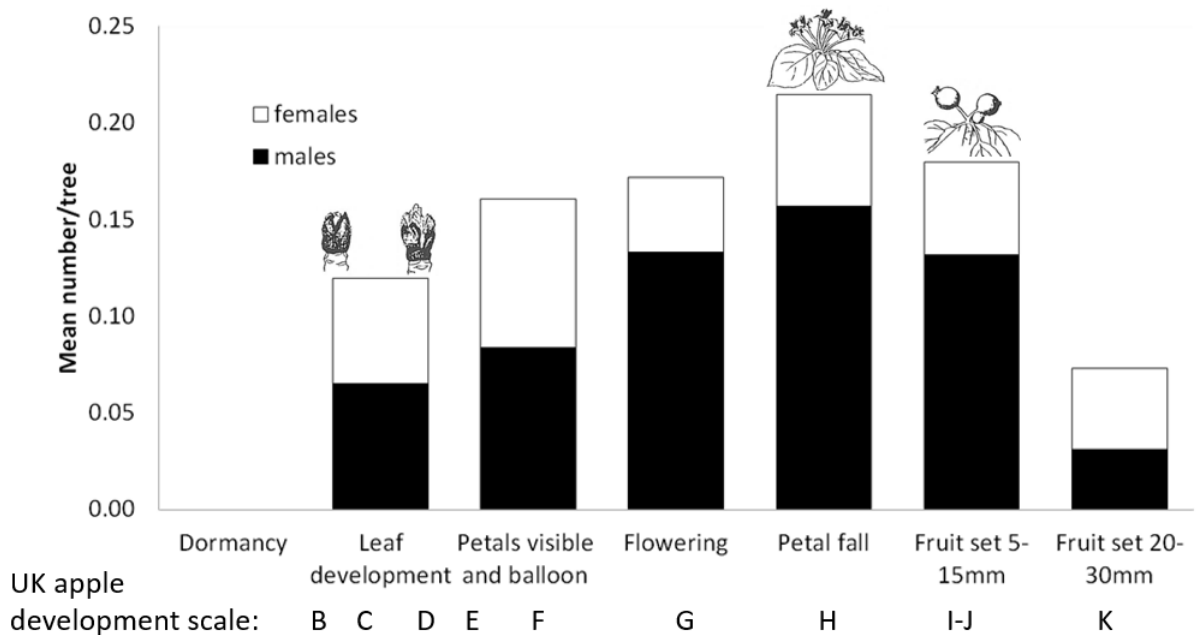 0.25
0.20
0.15
0.10
0.05
0.00
Mean number/tree
females
males
Dormancy
Leaf
development
Petals visible
and balloon
Flowering
Petal fall
Fruit set 5-
15mm
Fruit set 20-
30mm
UK apple
development scale: B C D E F G H I-J K